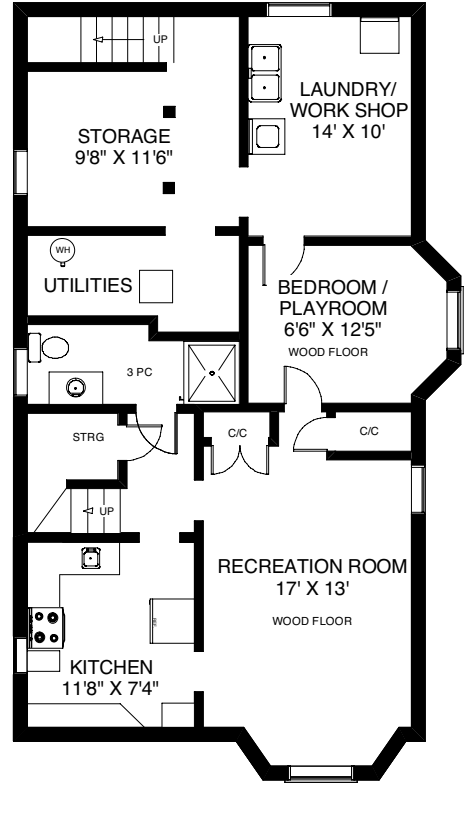 UP
LAUNDRY/
WORK SHOP
14' X 10'
STORAGE
9'8" X 11'6"
WH
UTILITIES
BEDROOM /
PLAYROOM
6'6" X 12'5"
WOOD FLOOR
3 PC
STRG
C/C
C/C
UP
RECREATION ROOM
17' X 13'
WOOD FLOOR
KITCHEN
11'8" X 7'4"